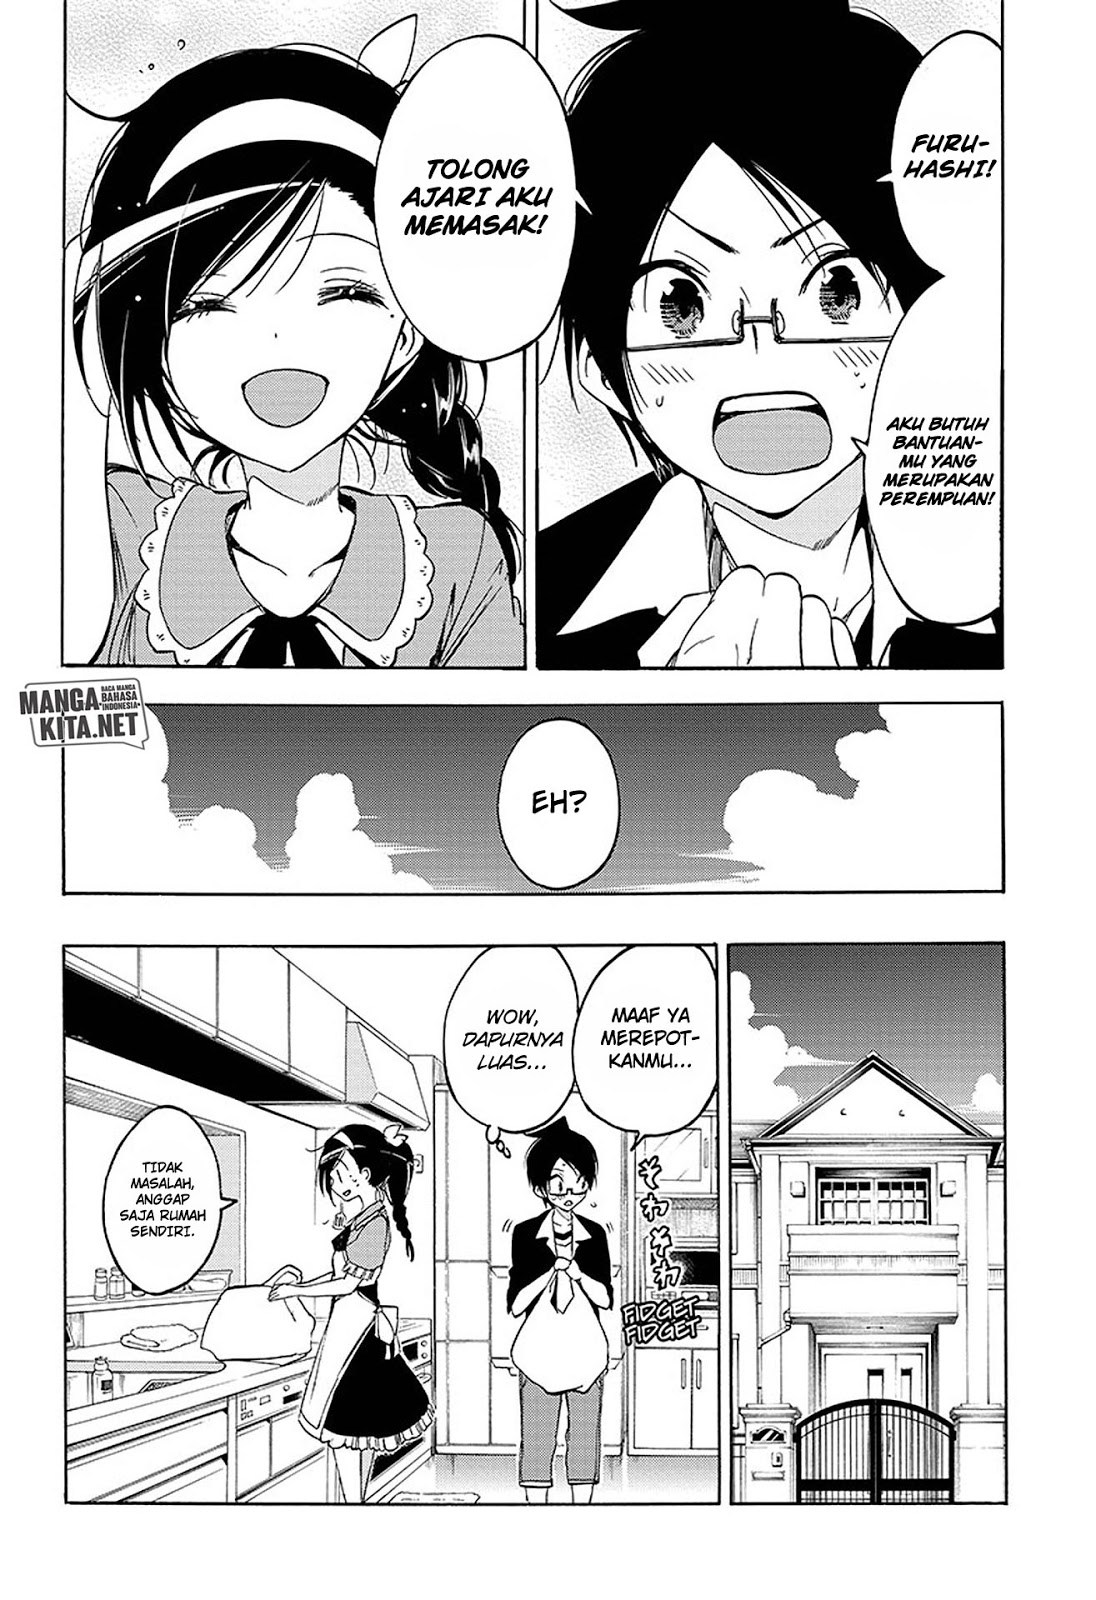 FURU-
HASHI!
AKU BUTUH
BANTUAN-
MU YANG
MERUPAKAN
PEREMPUAN!
TOLONG
AJARI AKU
MEMASAK!
MANGA
KITA.NET
BACA MANGA
BAHASA
INDONESIA
EH?
MAAF YA
MEREPOT-
KANMU...
WOW,
DAPURNYA
LUAS...
そわ
そわ
FIDGET
FIDGET
TIDAK
MASALAH,
ANGGAP
SAJA RUMAH
SENDIRI.